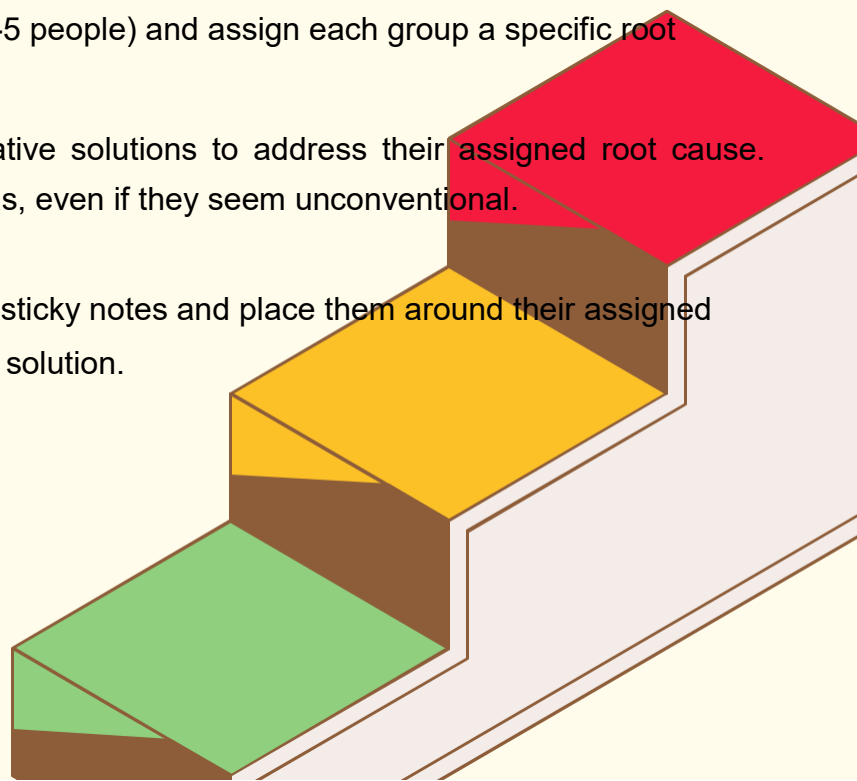 5 people) and assign each group a specific root
ative solutions to address their assigned root cause.
s, even if they seem unconventional.
sticky notes and place them around their assigned
solution.